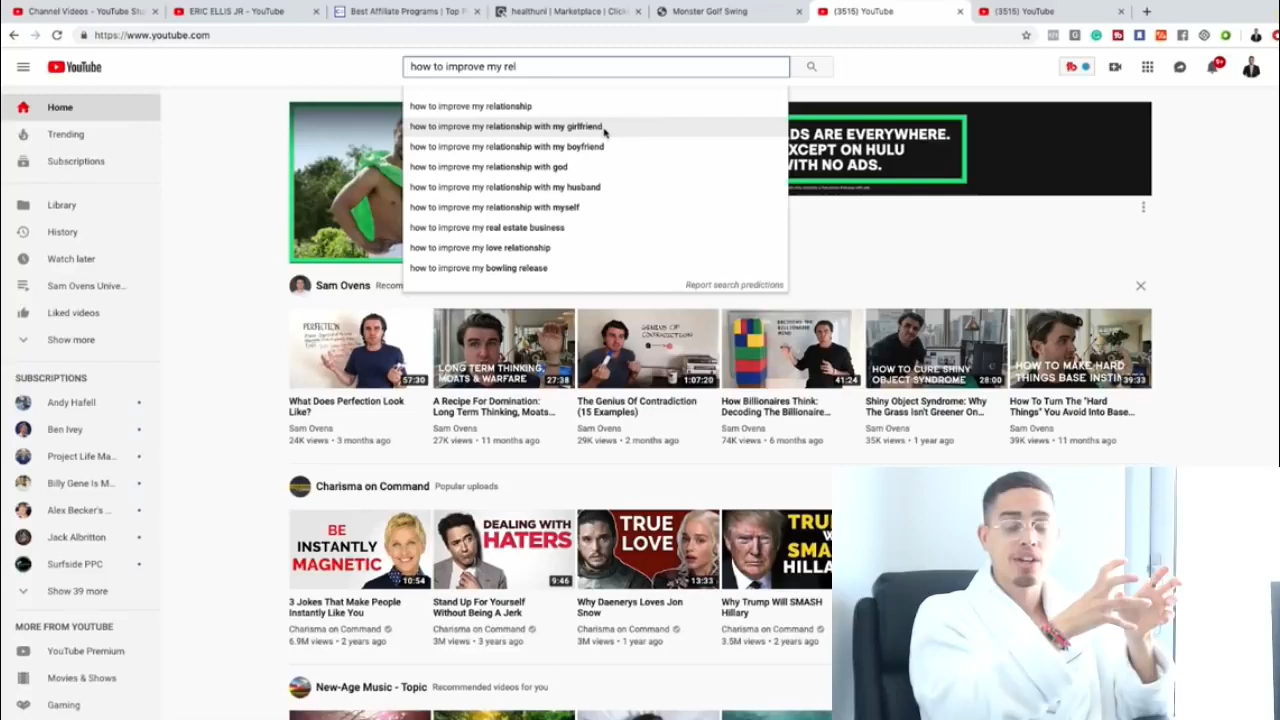 Channel Videos - YouTube Stu
ERIC ELLIS JR - YouTube
Best Affiliate Programs | Top P
healthuni | Marketplace | Click
Monster Golf Swing
(3515) YouTube
(3515) YouTube
https://www.youtube.com
YouTube
how to improve my rel
9+
Home
Trending
Subscriptions
Library
History
Watch later
Sam Ovens Unive...
Liked videos
Show more
SUBSCRIPTIONS
Andy Hafell
Ben Ivey
Project Life Ma...
Billy Gene Is M...
Alex Becker's ...
Jack Albritton
Surfside PPC
Show 39 more
MORE FROM YOUTUBE
YouTube Premium
Movies & Shows
Gaming
how to improve my relationship
how to improve my relationship with my girlfriend
how to improve my relationship with my boyfriend
how to improve my relationship with god
how to improve my relationship with my husband
how to improve my relationship with myself
how to improve my real estate business
how to improve my love relationship
how to improve my bowling release
Report search predictions
DS ARE EVERYWHERE.
XCEPT ON HULU
WITH NO ADS.
Sam Ovens Recom
PERFECTION
57:30
LONG TERM THINKING,
MOATS & WARFARE
27:38
GENIUS OF
CONTRADICTION
1:07:20
41:24
HOW TO CURE SHINY
OBJECT SYNDROME
28:00
HOW TO MAKE HARD
THINGS BASE INSTIN
39:33
What Does Perfection Look
Like?
Sam Ovens
24K views • 3 months ago
A Recipe For Domination:
Long Term Thinking, Moats...
Sam Ovens
27K views • 11 months ago
The Genius Of Contradiction
(15 Examples)
Sam Ovens
29K views • 2 months ago
How Billionaires Think:
Decoding The Billionaire...
Sam Ovens
74K views • 6 months ago
Shiny Object Syndrome: Why
The Grass Isn't Greener On...
Sam Ovens
35K views • 1 year ago
How To Turn The "Hard
Things" You Avoid Into Base...
Sam Ovens
39K views • 11 months ago
Charisma on Command Popular uploads
BE
INSTANTLY
MAGNETIC
10:54
DEALING WITH
HATERS
9:46
TRUE
LOVE
13:33
TRU
SMA
HILLA
3 Jokes That Make People
Instantly Like You
Charisma on Command
6.9M views • 2 years ago
Stand Up For Yourself
Without Being A Jerk
Charisma on Command
3M views • 3 years ago
Why Daenerys Loves Jon
Snow
Charisma on Command
3M views • 1 year ago
Why Trump Will SMASH
Hillary
Charisma on Command
3.5M views • 2 years ago
New-Age Music - Topic Recommended videos for you